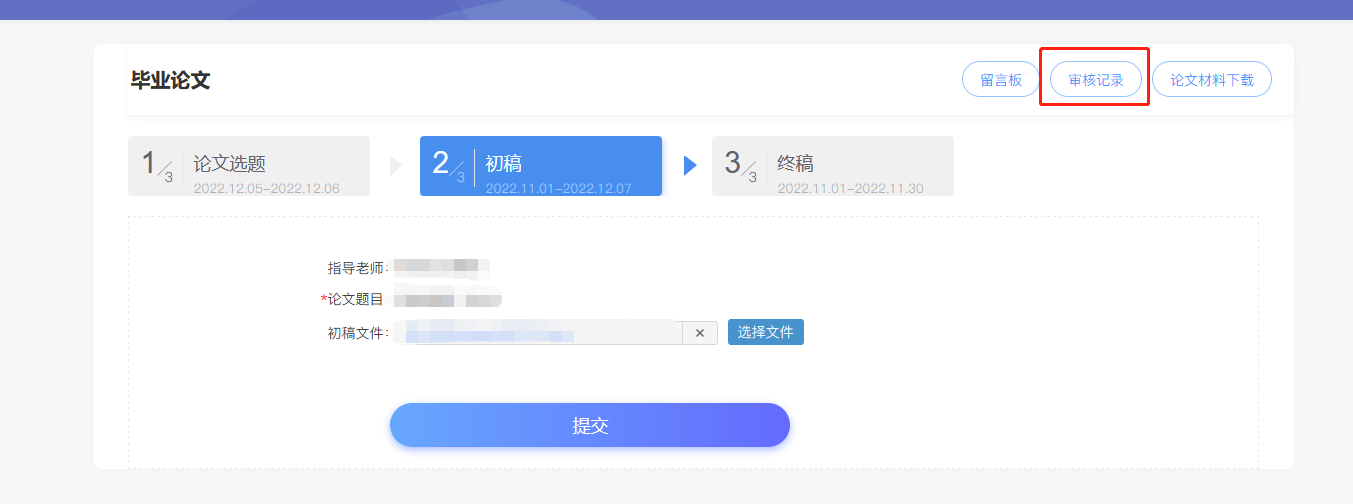 毕业论文
留言板
审核记录
论文材料下载
1/3 论文选题
2022.12.05-2022.12.06
2/3 初稿
2022.11.01-2022.12.07
3/3 终稿
2022.11.01-2022.11.30
指导老师:
*论文题目
初稿文件:
× 选择文件
提交